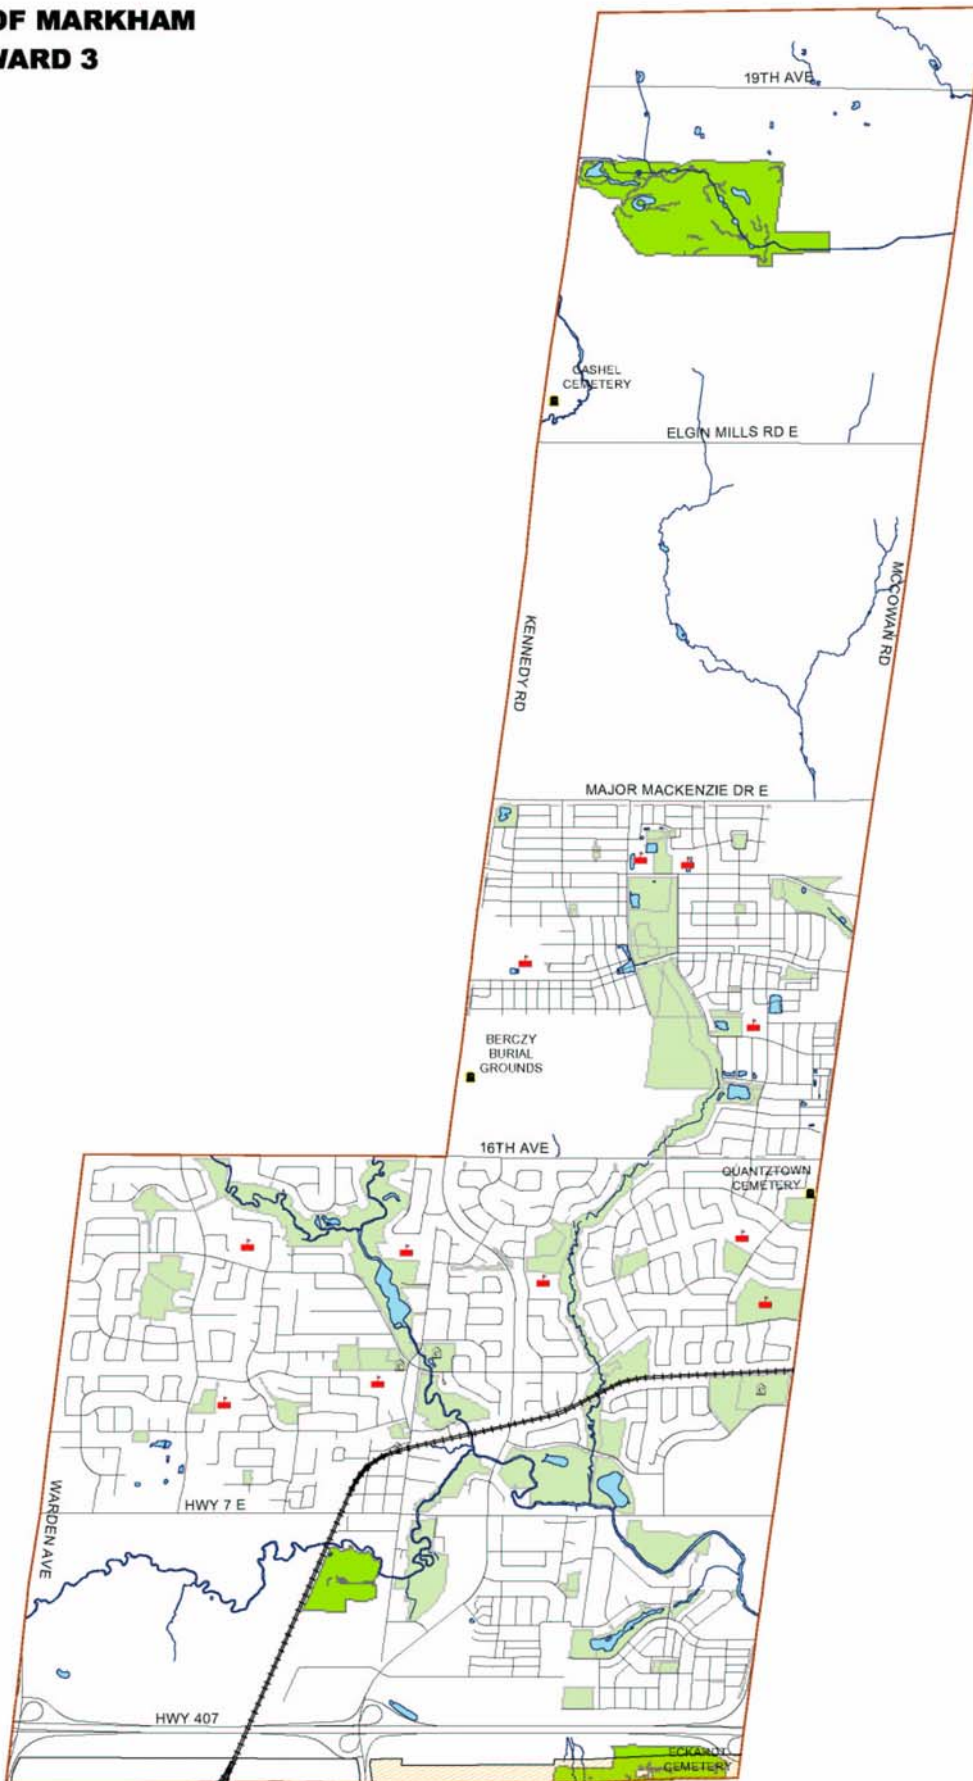 OF MARKHAM
WARD 3
19TH AVE
CASHEL
CEMETERY
ELGIN MILLS RD E
MCCOWAN RD
KENNEDY RD
MAJOR MACKENZIE DR E
BERCZY
BURIAL
GROUNDS
16TH AVE
QUANTZTOWN
CEMETERY
WARDEN AVE
HWY 7 E
HWY 407
ECKARDT
CEMETERY